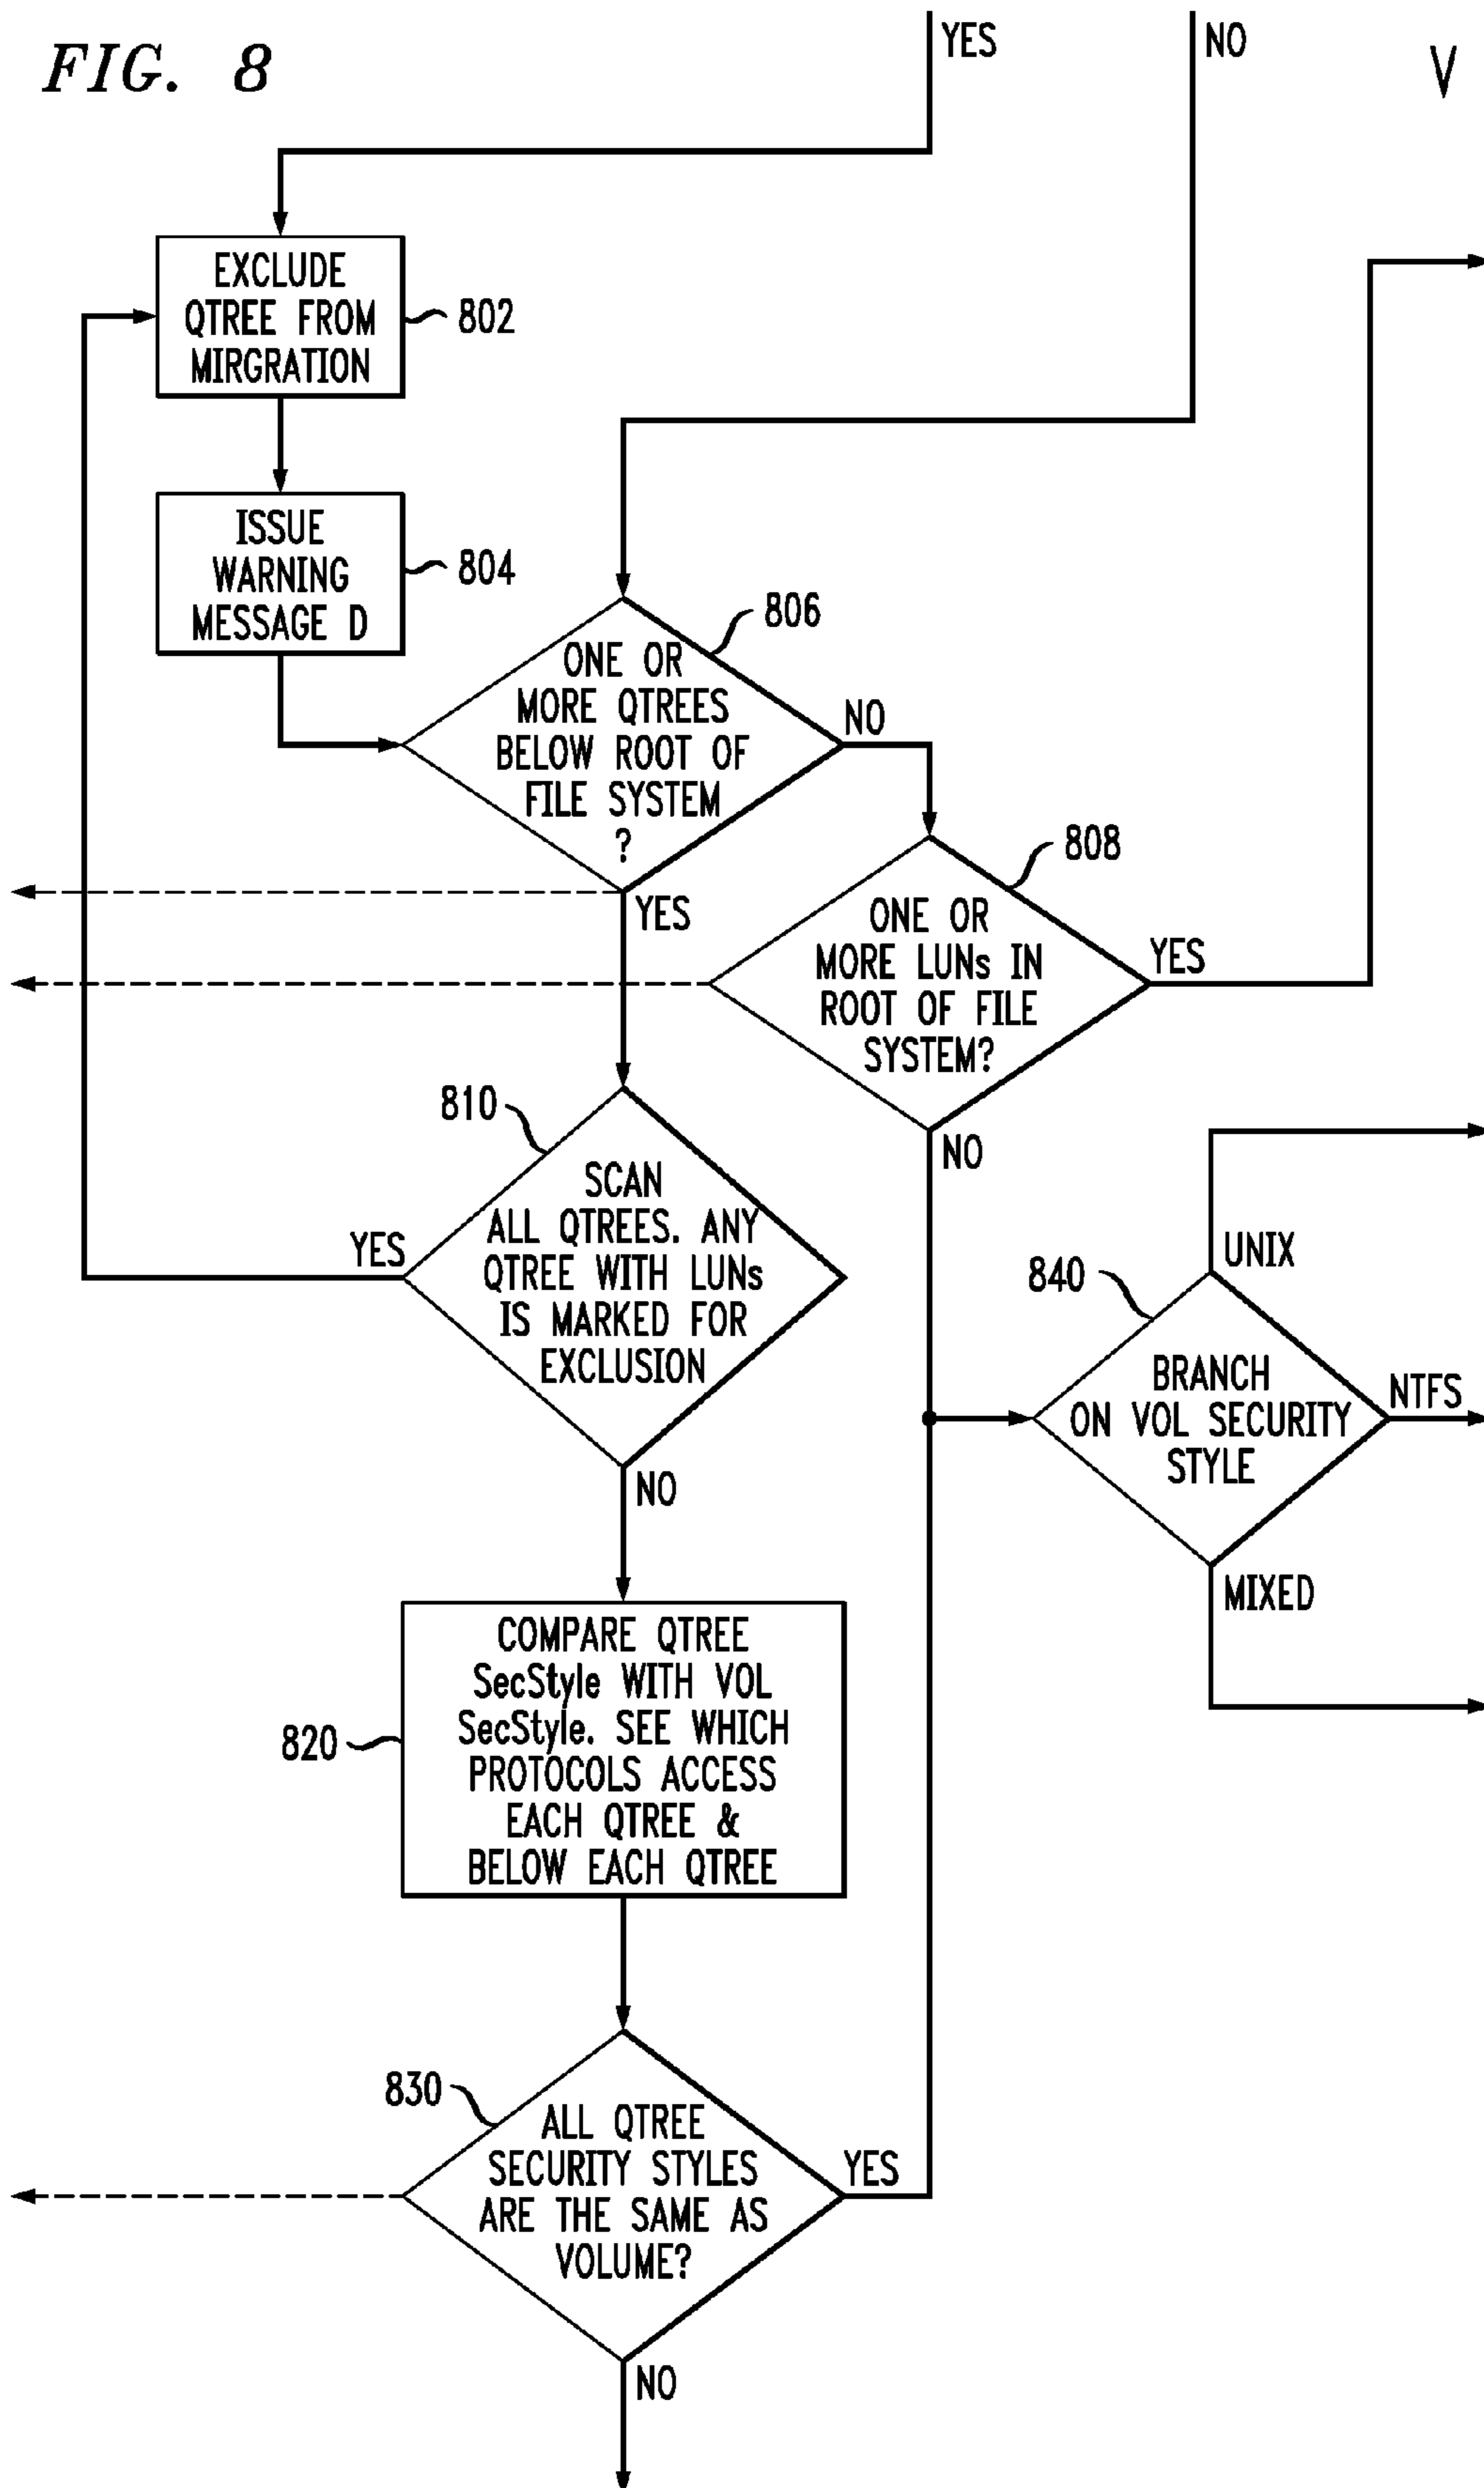 FIG. 8
YES
NO
V
EXCLUDE
QTREE FROM
MIRGRATION
802
ISSUE
WARNING
MESSAGE D
804
806
ONE OR
MORE QTREES
BELOW ROOT OF
FILE SYSTEM
?
NO
YES
808
ONE OR
MORE LUNs IN
ROOT OF FILE
SYSTEM?
YES
NO
810
SCAN
ALL QTREES. ANY
QTREE WITH LUNs
IS MARKED FOR
EXCLUSION
YES
NO
840
UNIX
BRANCH
ON VOL SECURITY
STYLE
NTFS
MIXED
820
COMPARE QTREE
SecStyle WITH VOL
SecStyle. SEE WHICH
PROTOCOLS ACCESS
EACH QTREE &
BELOW EACH QTREE
830
ALL QTREE
SECURITY STYLES
ARE THE SAME AS
VOLUME?
YES
NO